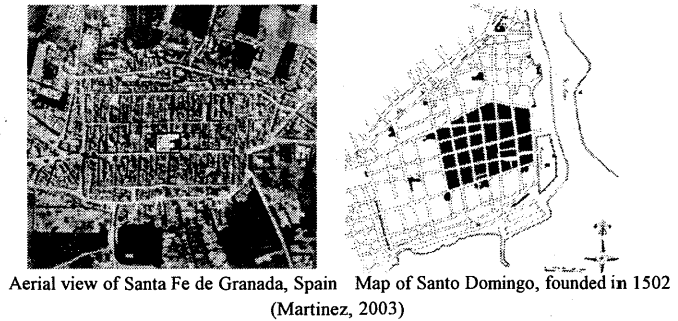 Aerial view of Santa Fe de Granada, Spain Map of Santo Domingo, founded in 1502
(Martinez, 2003)